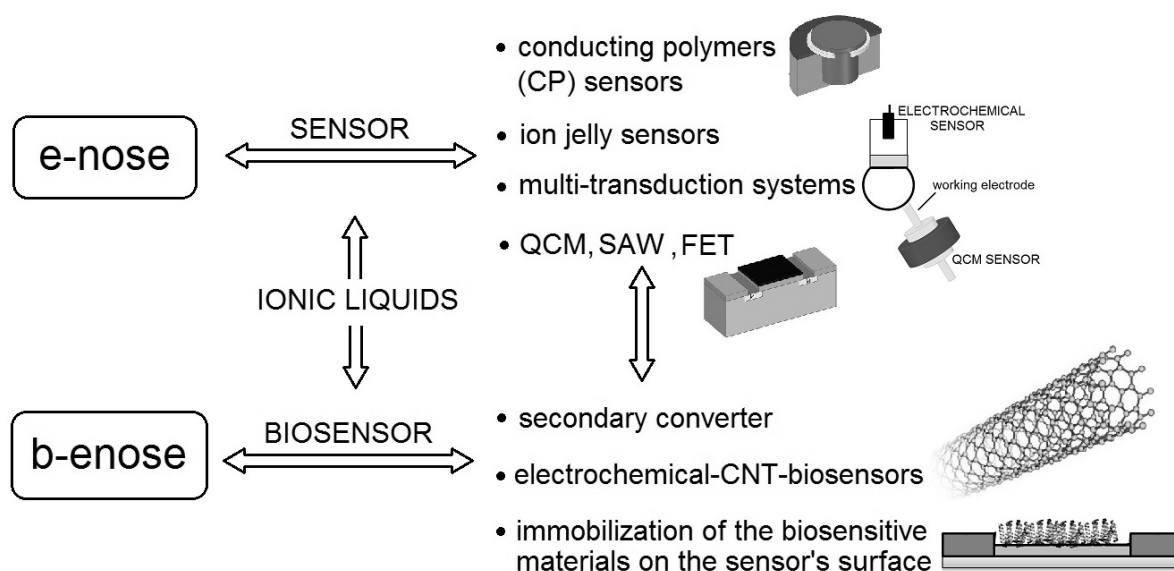 • conducting polymers
(CP) sensors
ELECTROCHEMICAL
SENSOR
SENSOR
• ion jelly sensors
e-nose
• multi-transduction systems
working electrode
• QCM, SAW , FET
QCM SENSOR
IONIC LIQUIDS
• secondary converter
BIOSENSOR
b-enose
• electrochemical-CNT-biosensors
• immobilization of the biosensitive
materials on the sensor's surface